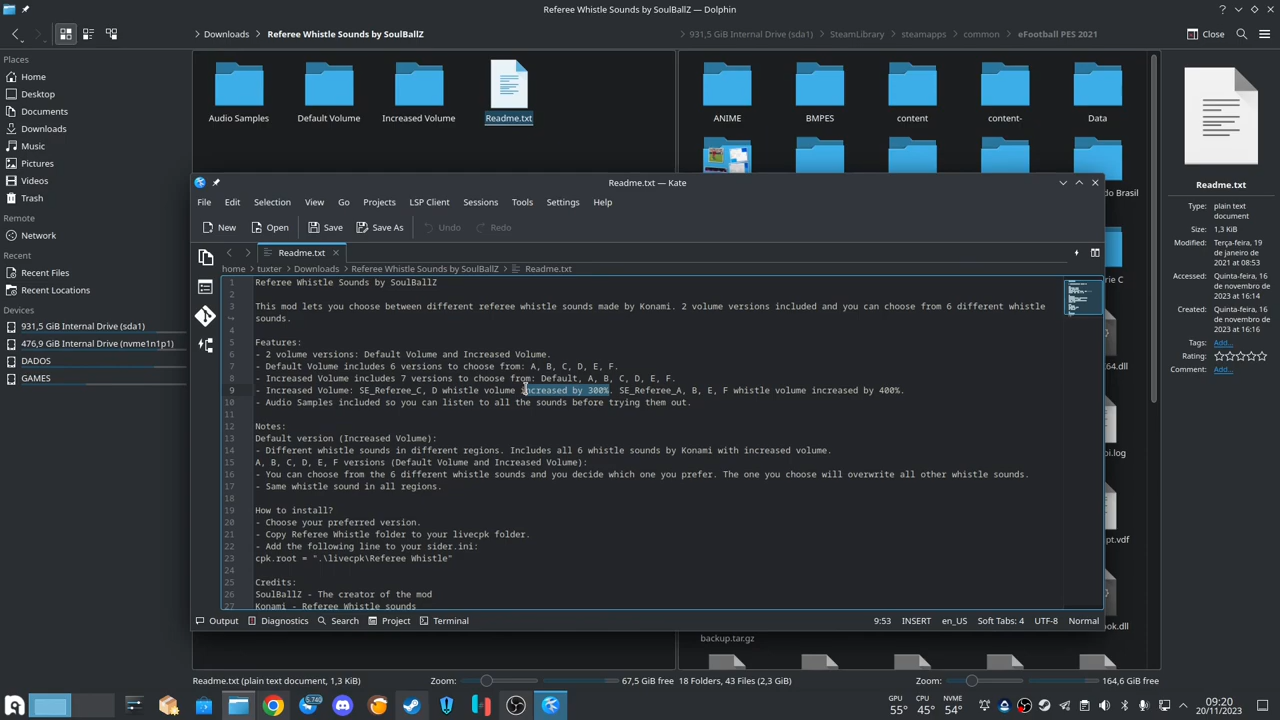 Referee Whistle Sounds by SoulBallZ — Dolphin
Downloads
Referee Whistle Sounds by SoulBallZ
931,5 GiB Internal Drive (sda1)
SteamLibrary
steamapps
common
eFootball PES 2021
Close
Places
Home
Desktop
Documents
Downloads
Music
Pictures
Videos
Trash
Remote
Network
Recent
Recent Files
Recent Locations
Devices
931,5 GiB Internal Drive (sda1)
476,9 GiB Internal Drive (nvme1n1p1)
DADOS
GAMES
Audio Samples
Default Volume
Increased Volume
Readme.txt
ANIME
BMPES
content
content-
Data
Readme.txt — Kate
File Edit Selection View Go Projects LSP Client Sessions Tools Settings Help
New Open Save Save As Undo Redo
Readme.txt
home tuxter Downloads Referee Whistle Sounds by SoulBallZ Readme.txt
1 Referee Whistle Sounds by SoulBallZ
2
3 This mod lets you choose between different referee whistle sounds made by Konami. 2 volume versions included and you can choose from 6 different whistle
sounds.
4
5 Features:
6 - 2 volume versions: Default Volume and Increased Volume.
7 - Default Volume includes 6 versions to choose from: A, B, C, D, E, F.
8 - Increased Volume includes 7 versions to choose from: Default, A, B, C, D, E, F.
9 - Increased Volume: SE_Referee_C, D whistle volume increased by 300%. SE_Referee_A, B, E, F whistle volume increased by 400%.
10 - Audio Samples included so you can listen to all the sounds before trying them out.
11
12 Notes:
13 Default version (Increased Volume):
14 - Different whistle sounds in different regions. Includes all 6 whistle sounds by Konami with increased volume.
15 A, B, C, D, E, F versions (Default Volume and Increased Volume):
16 - You can choose from the 6 different whistle sounds and you decide which one you prefer. The one you choose will overwrite all other whistle sounds.
17 - Same whistle sound in all regions.
18
19 How to install?
20 - Choose your preferred version.
21 - Copy Referee Whistle folder to your livecpk folder.
22 - Add the following line to your sider.ini:
23 cpk.root = ".\livecpk\Referee Whistle"
24
25 Credits:
26 SoulBallZ - The creator of the mod
27 Konami - Referee Whistle sounds
Output Diagnostics Search Project Terminal
9:53 INSERT en_US Soft Tabs: 4 UTF-8 Normal
do Brasil
rie C
pi.log
pt.vdf
ook.dll
backup.tar.gz
Readme.txt
Type: plain text
document
Size: 1,3 KiB
Modified: Terça-feira, 19
de janeiro de
2021 at 08:53
Accessed: Quinta-feira, 16
de novembro de
2023 at 16:14
Created: Quinta-feira, 16
de novembro de
2023 at 16:16
Tags: Add...
Rating:
Comment: Add...
Readme.txt (plain text document, 1,3 KiB)
Zoom:
67,5 GiB free
18 Folders, 43 Files (2,3 GiB)
Zoom:
164,6 GiB free
5.740
GPU CPU NVME
55° 45° 54°
09:20
20/11/2023